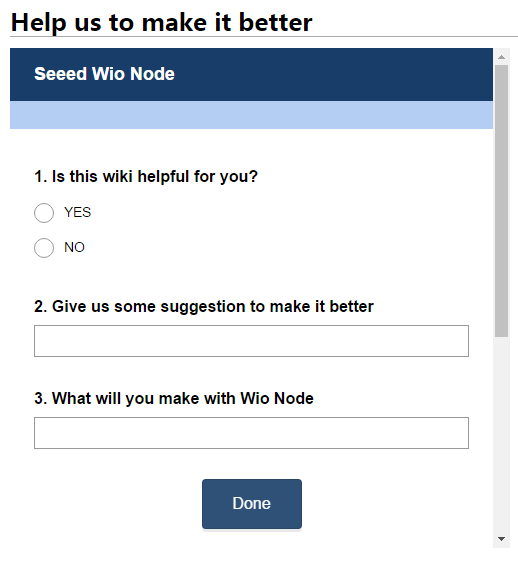 Help us to make it better
Seeed Wio Node
1. Is this wiki helpful for you?
YES
NO
2. Give us some suggestion to make it better
3. What will you make with Wio Node
Done